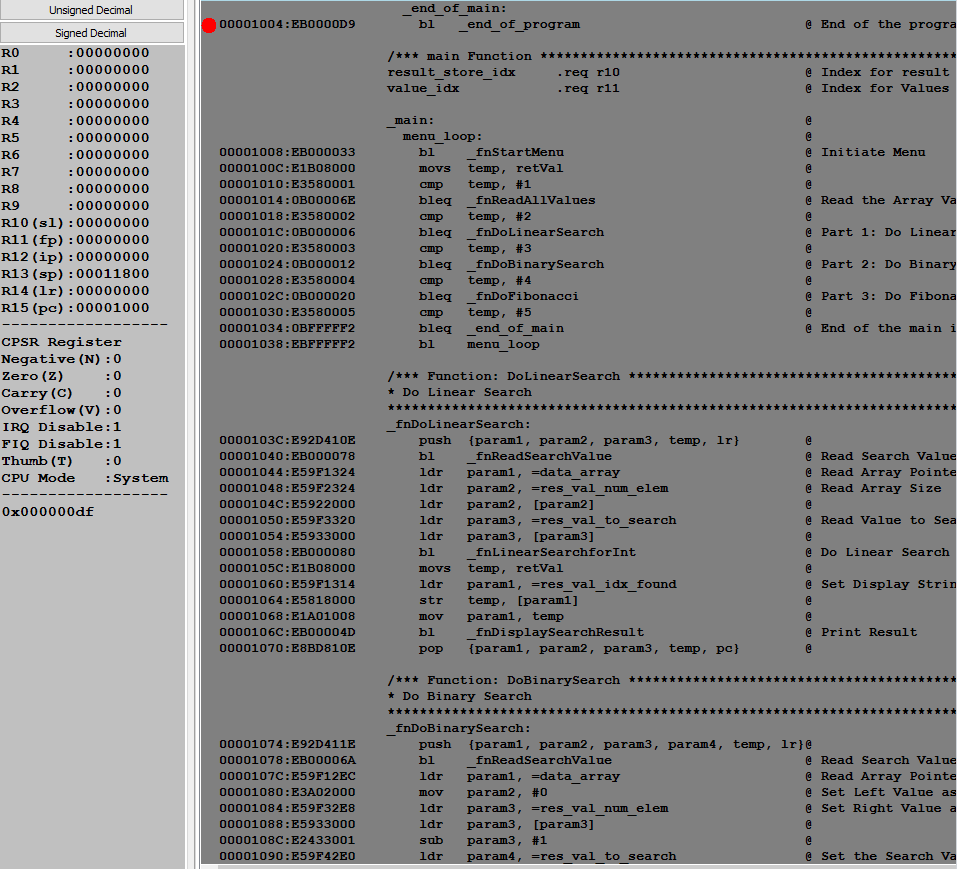 Unsigned Decimal
Signed Decimal
R0 :00000000
R1 :00000000
R2 :00000000
R3 :00000000
R4 :00000000
R5 :00000000
R6 :00000000
R7 :00000000
R8 :00000000
R9 :00000000
R10(sl):00000000
R11(fp):00000000
R12(ip):00000000
R13(sp):00011800
R14(lr):00000000
R15(pc):00001000
------------------
CPSR Register
Negative(N):0
Zero(Z) :0
Carry(C) :0
Overflow(V):0
IRQ Disable:1
FIQ Disable:1
Thumb(T) :0
CPU Mode :System
------------------
0x000000df
_end_of_main:
00001004:EB0000D9 bl _end_of_program @ End of the progra
/*** main Function ****************************************************
result_store_idx .req r10 @ Index for result
value_idx .req r11 @ Index for Values
_main: @
menu_loop: @
00001008:EB000033 bl _fnStartMenu @ Initiate Menu
0000100C:E1B08000 movs temp, retVal @
00001010:E3580001 cmp temp, #1 @
00001014:0B00006E bleq _fnReadAllValues @ Read the Array Va
00001018:E3580002 cmp temp, #2 @
0000101C:0B000006 bleq _fnDoLinearSearch @ Part 1: Do Linear
00001020:E3580003 cmp temp, #3 @
00001024:0B000012 bleq _fnDoBinarySearch @ Part 2: Do Binary
00001028:E3580004 cmp temp, #4 @
0000102C:0B000020 bleq _fnDoFibonacci @ Part 3: Do Fibona
00001030:E3580005 cmp temp, #5 @
00001034:0BFFFFF2 bleq _end_of_main @ End of the main i
00001038:EBFFFFF2 bl menu_loop
/*** Function: DoLinearSearch *****************************************
* Do Linear Search
***********************************************************************
_fnDoLinearSearch:
0000103C:E92D410E push {param1, param2, param3, temp, lr} @
00001040:EB000078 bl _fnReadSearchValue @ Read Search Value
00001044:E59F1324 ldr param1, =data_array @ Read Array Pointe
00001048:E59F2324 ldr param2, =res_val_num_elem @ Read Array Size
0000104C:E5922000 ldr param2, [param2] @
00001050:E59F3320 ldr param3, =res_val_to_search @ Read Value to Sea
00001054:E5933000 ldr param3, [param3] @
00001058:EB000080 bl _fnLinearSearchforInt @ Do Linear Search
0000105C:E1B08000 movs temp, retVal @
00001060:E59F1314 ldr param1, =res_val_idx_found @ Set Display Strin
00001064:E5818000 str temp, [param1] @
00001068:E1A01008 mov param1, temp @
0000106C:EB00004D bl _fnDisplaySearchResult @ Print Result
00001070:E8BD810E pop {param1, param2, param3, temp, pc} @
/*** Function: DoBinarySearch *****************************************
* Do Binary Search
***********************************************************************
_fnDoBinarySearch:
00001074:E92D411E push {param1, param2, param3, param4, temp, lr}@
00001078:EB00006A bl _fnReadSearchValue @ Read Search Value
0000107C:E59F12EC ldr param1, =data_array @ Read Array Pointe
00001080:E3A02000 mov param2, #0 @ Set Left Value as
00001084:E59F32E8 ldr param3, =res_val_num_elem @ Set Right Value a
00001088:E5933000 ldr param3, [param3] @
0000108C:E2433001 sub param3, #1 @
00001090:E59F42E0 ldr param4, =res_val_to_search @ Set the Search Va